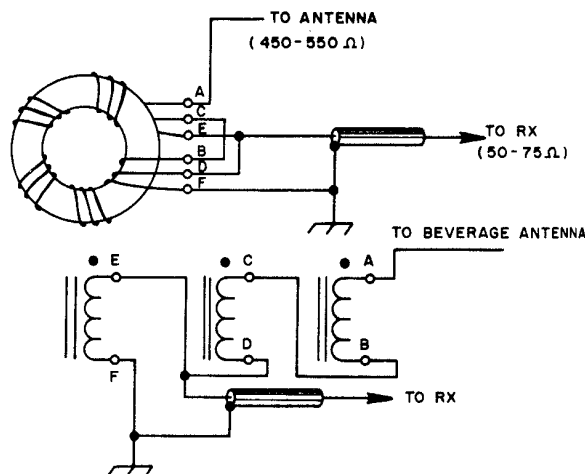 TO ANTENNA
(450-550 Ω)
A
C
E
B
D
F
TO RX
(50-75Ω)
TO BEVERAGE ANTENNA
E
C
A
D
B
F
TO RX